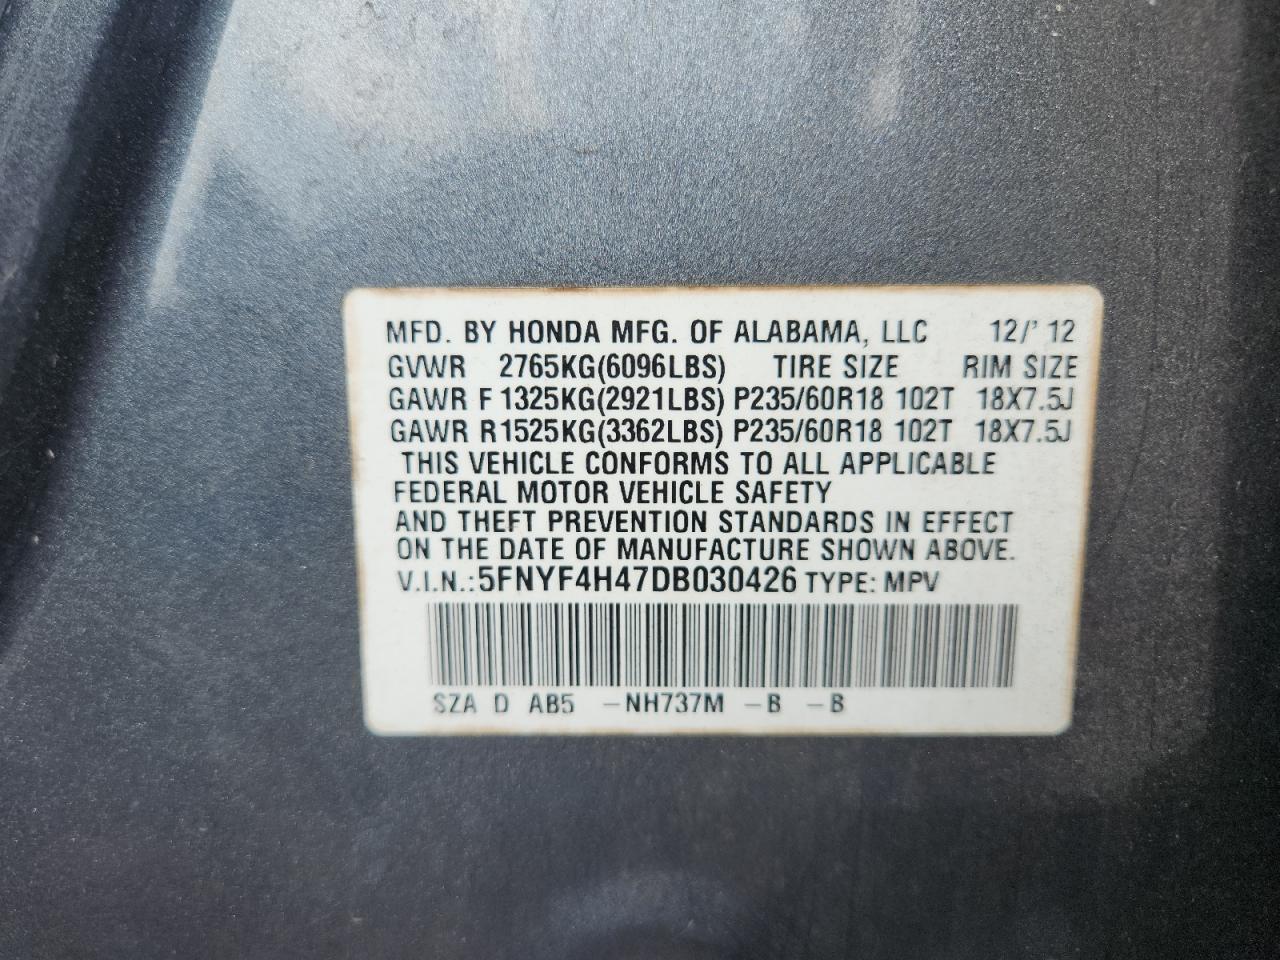 MFD. BY HONDA MFG. OF ALABAMA, LLC 12/'12
GVWR 2765KG(6096LBS) TIRE SIZE RIM SIZE
GAWR F 1325KG(2921LBS) P235/60R18 102T 18X7.5J
GAWR R 1525KG(3362LBS) P235/60R18 102T 18X7.5J
THIS VEHICLE CONFORMS TO ALL APPLICABLE
FEDERAL MOTOR VEHICLE SAFETY
AND THEFT PREVENTION STANDARDS IN EFFECT
ON THE DATE OF MANUFACTURE SHOWN ABOVE.
V.I.N.: 5FNYF4H47DB030426 TYPE: MPV
SZA D AB5 -NH737M -B -B